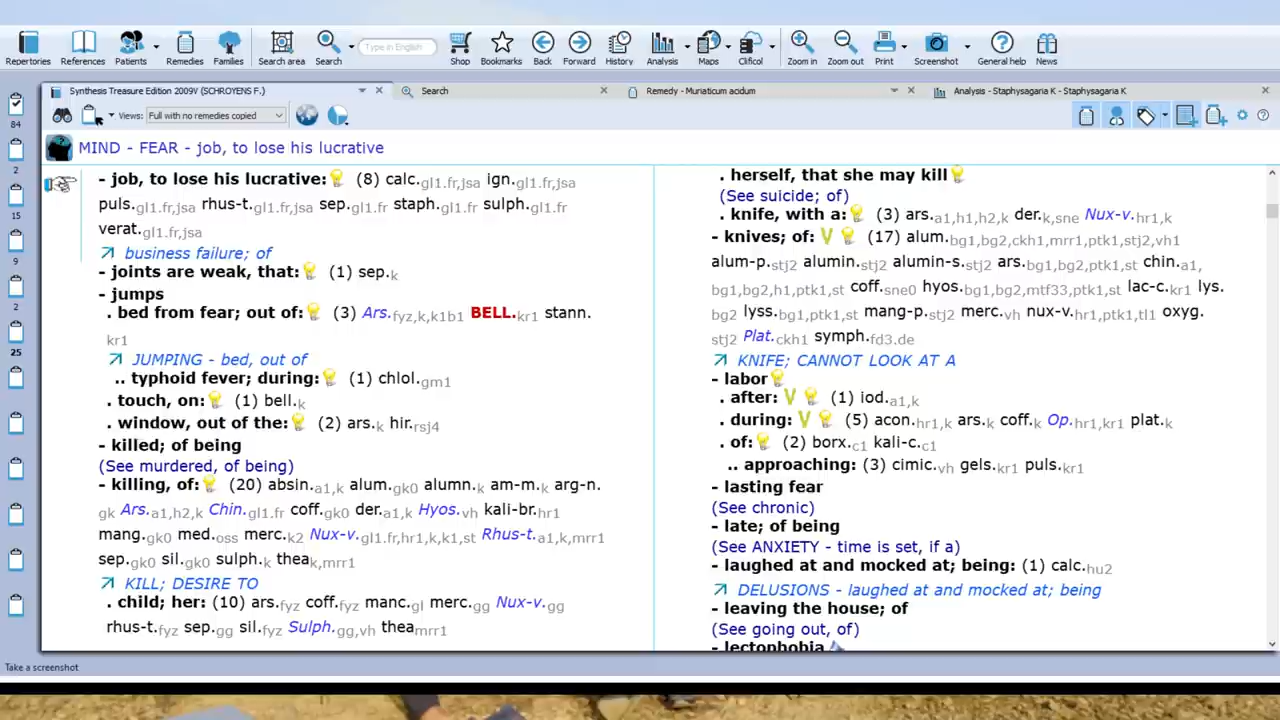 Repertories References Patients Remedies Families Search area Search Type in English Shop Bookmarks Back Forward History Analysis Maps Clificol Zoom in Zoom out Print Screenshot General help News
Synthesis Treasure Edition 2009V (SCHROYENS F.) Search Remedy - Muriaticum acidum Analysis - Staphysagaria K - Staphysagaria K
Views: Full with no remedies copied
84
2
15
9
2
25
MIND - FEAR - job, to lose his lucrative
- job, to lose his lucrative: (8) calc.gl1.fr,jsa ign.gl1.fr,jsa
puls.gl1.fr,jsa rhus-t.gl1.fr,jsa sep.gl1.fr staph.gl1.fr sulph.gl1.fr
verat.gl1.fr,jsa
business failure; of
- joints are weak, that: (1) sep.k
- jumps
. bed from fear; out of: (3) Ars.fyz,k,k1b1 BELL.kr1 stann.
kr1
JUMPING - bed, out of
.. typhoid fever; during: (1) chlol.gm1
. touch, on: (1) bell.k
. window, out of the: (2) ars.k hir.rsj4
- killed; of being
(See murdered, of being)
- killing, of: (20) absin.a1,k alum.gk0 alumn.k am-m.k arg-n.
gk Ars.a1,h2,k Chin.gl1.fr coff.gk0 der.a1,k Hyos.vh kali-br.hr1
mang.gk0 med.oss merc.k2 Nux-v.gl1.fr,hr1,k,k1,st Rhus-t.a1,k,mrr1
sep.gk0 sil.gk0 sulph.k theak,mrr1
KILL; DESIRE TO
. child; her: (10) ars.fyz coff.fyz manc.gl merc.gg Nux-v.gg
rhus-t.fyz sep.gg sil.fyz Sulph.gg,vh theamrr1
. herself, that she may kill
(See suicide; of)
. knife, with a: (3) ars.a1,h1,h2,k der.k,sne Nux-v.hr1,k
- knives; of: V (17) alum.bg1,bg2,ckh1,mrr1,ptk1,stj2,vh1
alum-p.stj2 alumin.stj2 alumin-s.stj2 ars.bg1,bg2,ptk1,st chin.a1,
bg1,bg2,h1,ptk1,st coff.sne0 hyos.bg1,bg2,mtf33,ptk1,st lac-c.kr1 lys.
bg2 lyss.bg1,ptk1,st mang-p.stj2 merc.vh nux-v.hr1,ptk1,tl1 oxyg.
stj2 Plat.ckh1 symph.fd3.de
KNIFE; CANNOT LOOK AT A
- labor
. after: V (1) iod.a1,k
. during: V (5) acon.hr1,k ars.k coff.k Op.hr1,kr1 plat.k
. of: (2) borx.c1 kali-c.c1
.. approaching: (3) cimic.vh gels.kr1 puls.kr1
- lasting fear
(See chronic)
- late; of being
(See ANXIETY - time is set, if a)
- laughed at and mocked at; being: (1) calc.hu2
DELUSIONS - laughed at and mocked at; being
- leaving the house; of
(See going out, of)
- lectophobia
Take a screenshot